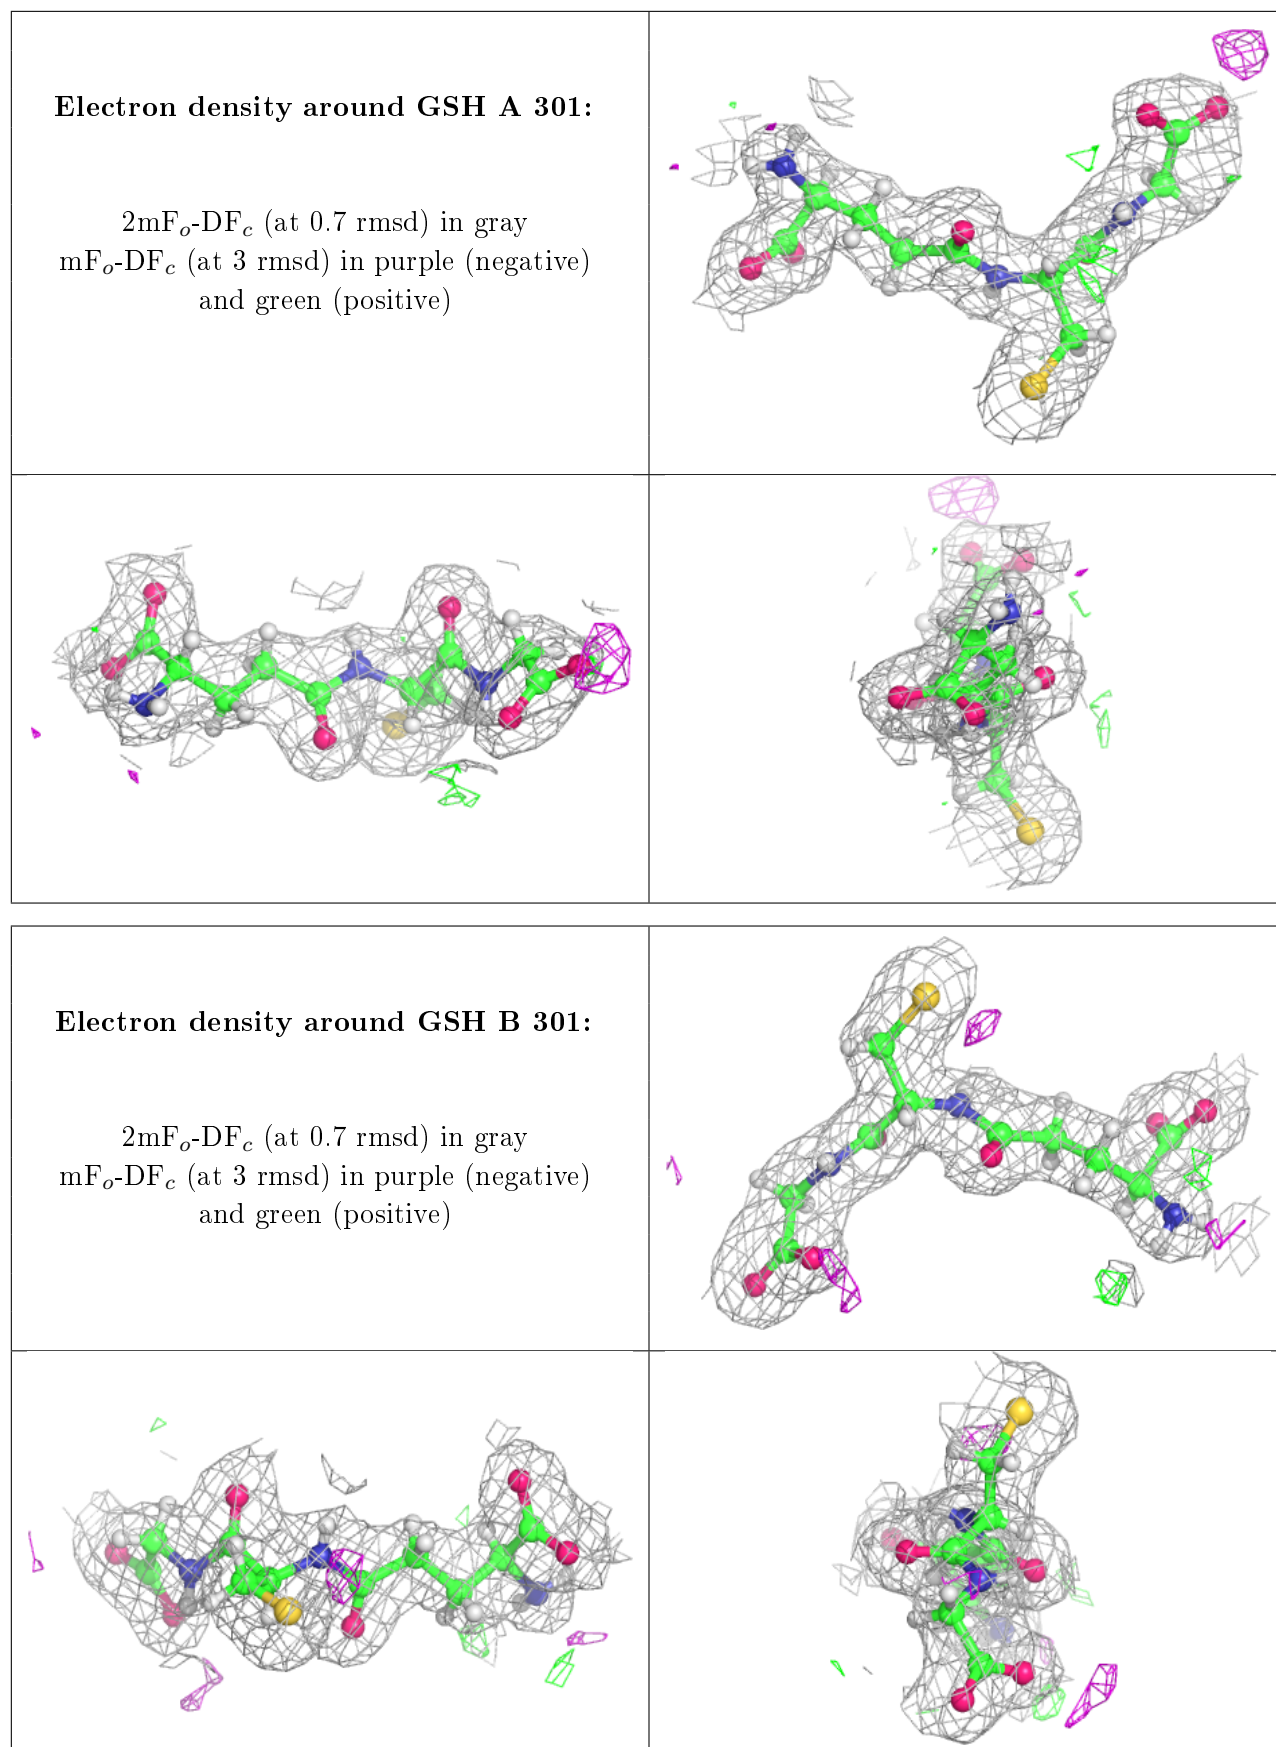 Electron density around GSH A 301:
2mFo-DFc (at 0.7 rmsd) in gray
mFo-DFc (at 3 rmsd) in purple (negative)
and green (positive)
Electron density around GSH B 301:
2mFo-DFc (at 0.7 rmsd) in gray
mFo-DFc (at 3 rmsd) in purple (negative)
and green (positive)